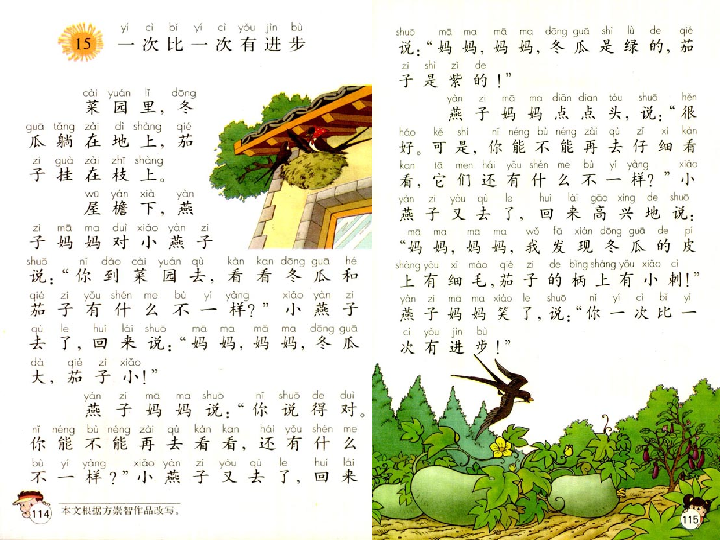 yí cì bǐ yí cì yǒu jìn bù
15 一次比一次有进步
cài yuán lǐ dōng
菜园里，冬
guā tǎng zài dì shàng qié
瓜躺在地上，茄
zi guà zài zhī shàng
子挂在枝上。
wū yán xià yàn
屋檐下，燕
zi mā ma duì xiǎo yàn zi
子妈妈对小燕子
shuō nǐ dào cài yuán qù kàn kan dōng guā hé
说：“你到菜园去，看看冬瓜和
qié zi yǒu shén me bù yí yàng xiǎo yàn zi
茄子有什么不一样？”小燕子
qù le huí lái shuō mā ma mā ma dōng guā
去了，回来说：“妈妈，妈妈，冬瓜
dà qié zi xiǎo
大，茄子小！”
yàn zi mā ma shuō nǐ shuō de duì
燕子妈妈说：“你说得对。
nǐ néng bù néng zài qù kàn kan hái yǒu shén me
你能不能再去看看，还有什么
bù yí yàng xiǎo yàn zi yòu qù le huí lái
不一样？”小燕子又去了，回来
本文根据方崇智作品改写。
114
shuō mā ma mā ma dōng guā shì lǜ de qié
说：“妈妈，妈妈，冬瓜是绿的，茄
zi shì zǐ de
子是紫的！”
yàn zi mā ma diǎn dian tóu shuō hěn
燕子妈妈点点头，说：“很
hǎo kě shì nǐ néng bù néng zài qù zǐ xì kàn
好。可是，你能不能再去仔细看
kan tā men hái yǒu shén me bù yí yàng xiǎo
看，它们还有什么不一样？”小
yàn zi yòu qù le huí lái gāo xìng de shuō
燕子又去了，回来高兴地说：
mā ma mā ma wǒ fā xiàn dōng guā de pí
“妈妈，妈妈，我发现冬瓜的皮
shàng yǒu xì máo qié zi de bǐng shàng yǒu xiǎo cì
上有细毛，茄子的柄上有小刺！”
yàn zi mā ma xiào le shuō nǐ yí cì bǐ yí
燕子妈妈笑了，说：“你一次比一
cì yǒu jìn bù
次有进步！”
115